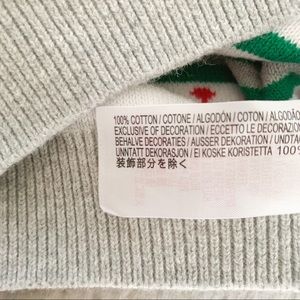 100% COTTON / COTONE / ALGODÓN / COTON / ALGODÃO
EXCLUSIVE OF DECORATION / ECCETTO LE DECORAZIO
BEHALVE DECORATIES / AUSSER DEKORATION / UNDTAG
UNNTATT DEKORASJON / EI KOSKE KORISTETTA 100%
装飾部分を除く